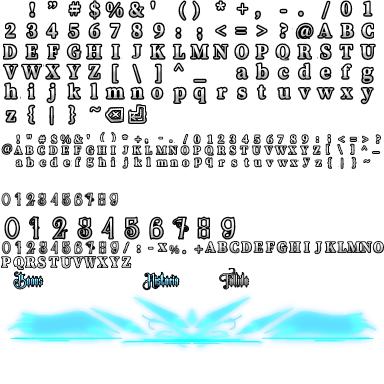 ! " # $ % & ' ( ) * + , - . / 0 1
2 3 4 5 6 7 8 9 : ; < = > ? @ A B C
D E F G H I J K L M N O P Q R S T U
V W X Y Z [ \ ] ^ _ a b c d e f g
h i j k l m n o p q r s t u v w x y
z { | } ~
! " # $ % & ' ( ) * + , - . / 0 1 2 3 4 5 6 7 8 9 : ; < = > ?
@ A B C D E F G H I J K L M N O P Q R S T U V W X Y Z [ \ ] ^ _
a b c d e f g h i j k l m n o p q r s t u v w x y z { | } ~
0 1 2 3 4 5 6 7 8 9
0 1 2 3 4 5 6 7 8 9
0 1 2 3 4 5 6 7 8 9 / : - x % . + A B C D E F G H I J K L M N O
P Q R S T U V W X Y Z